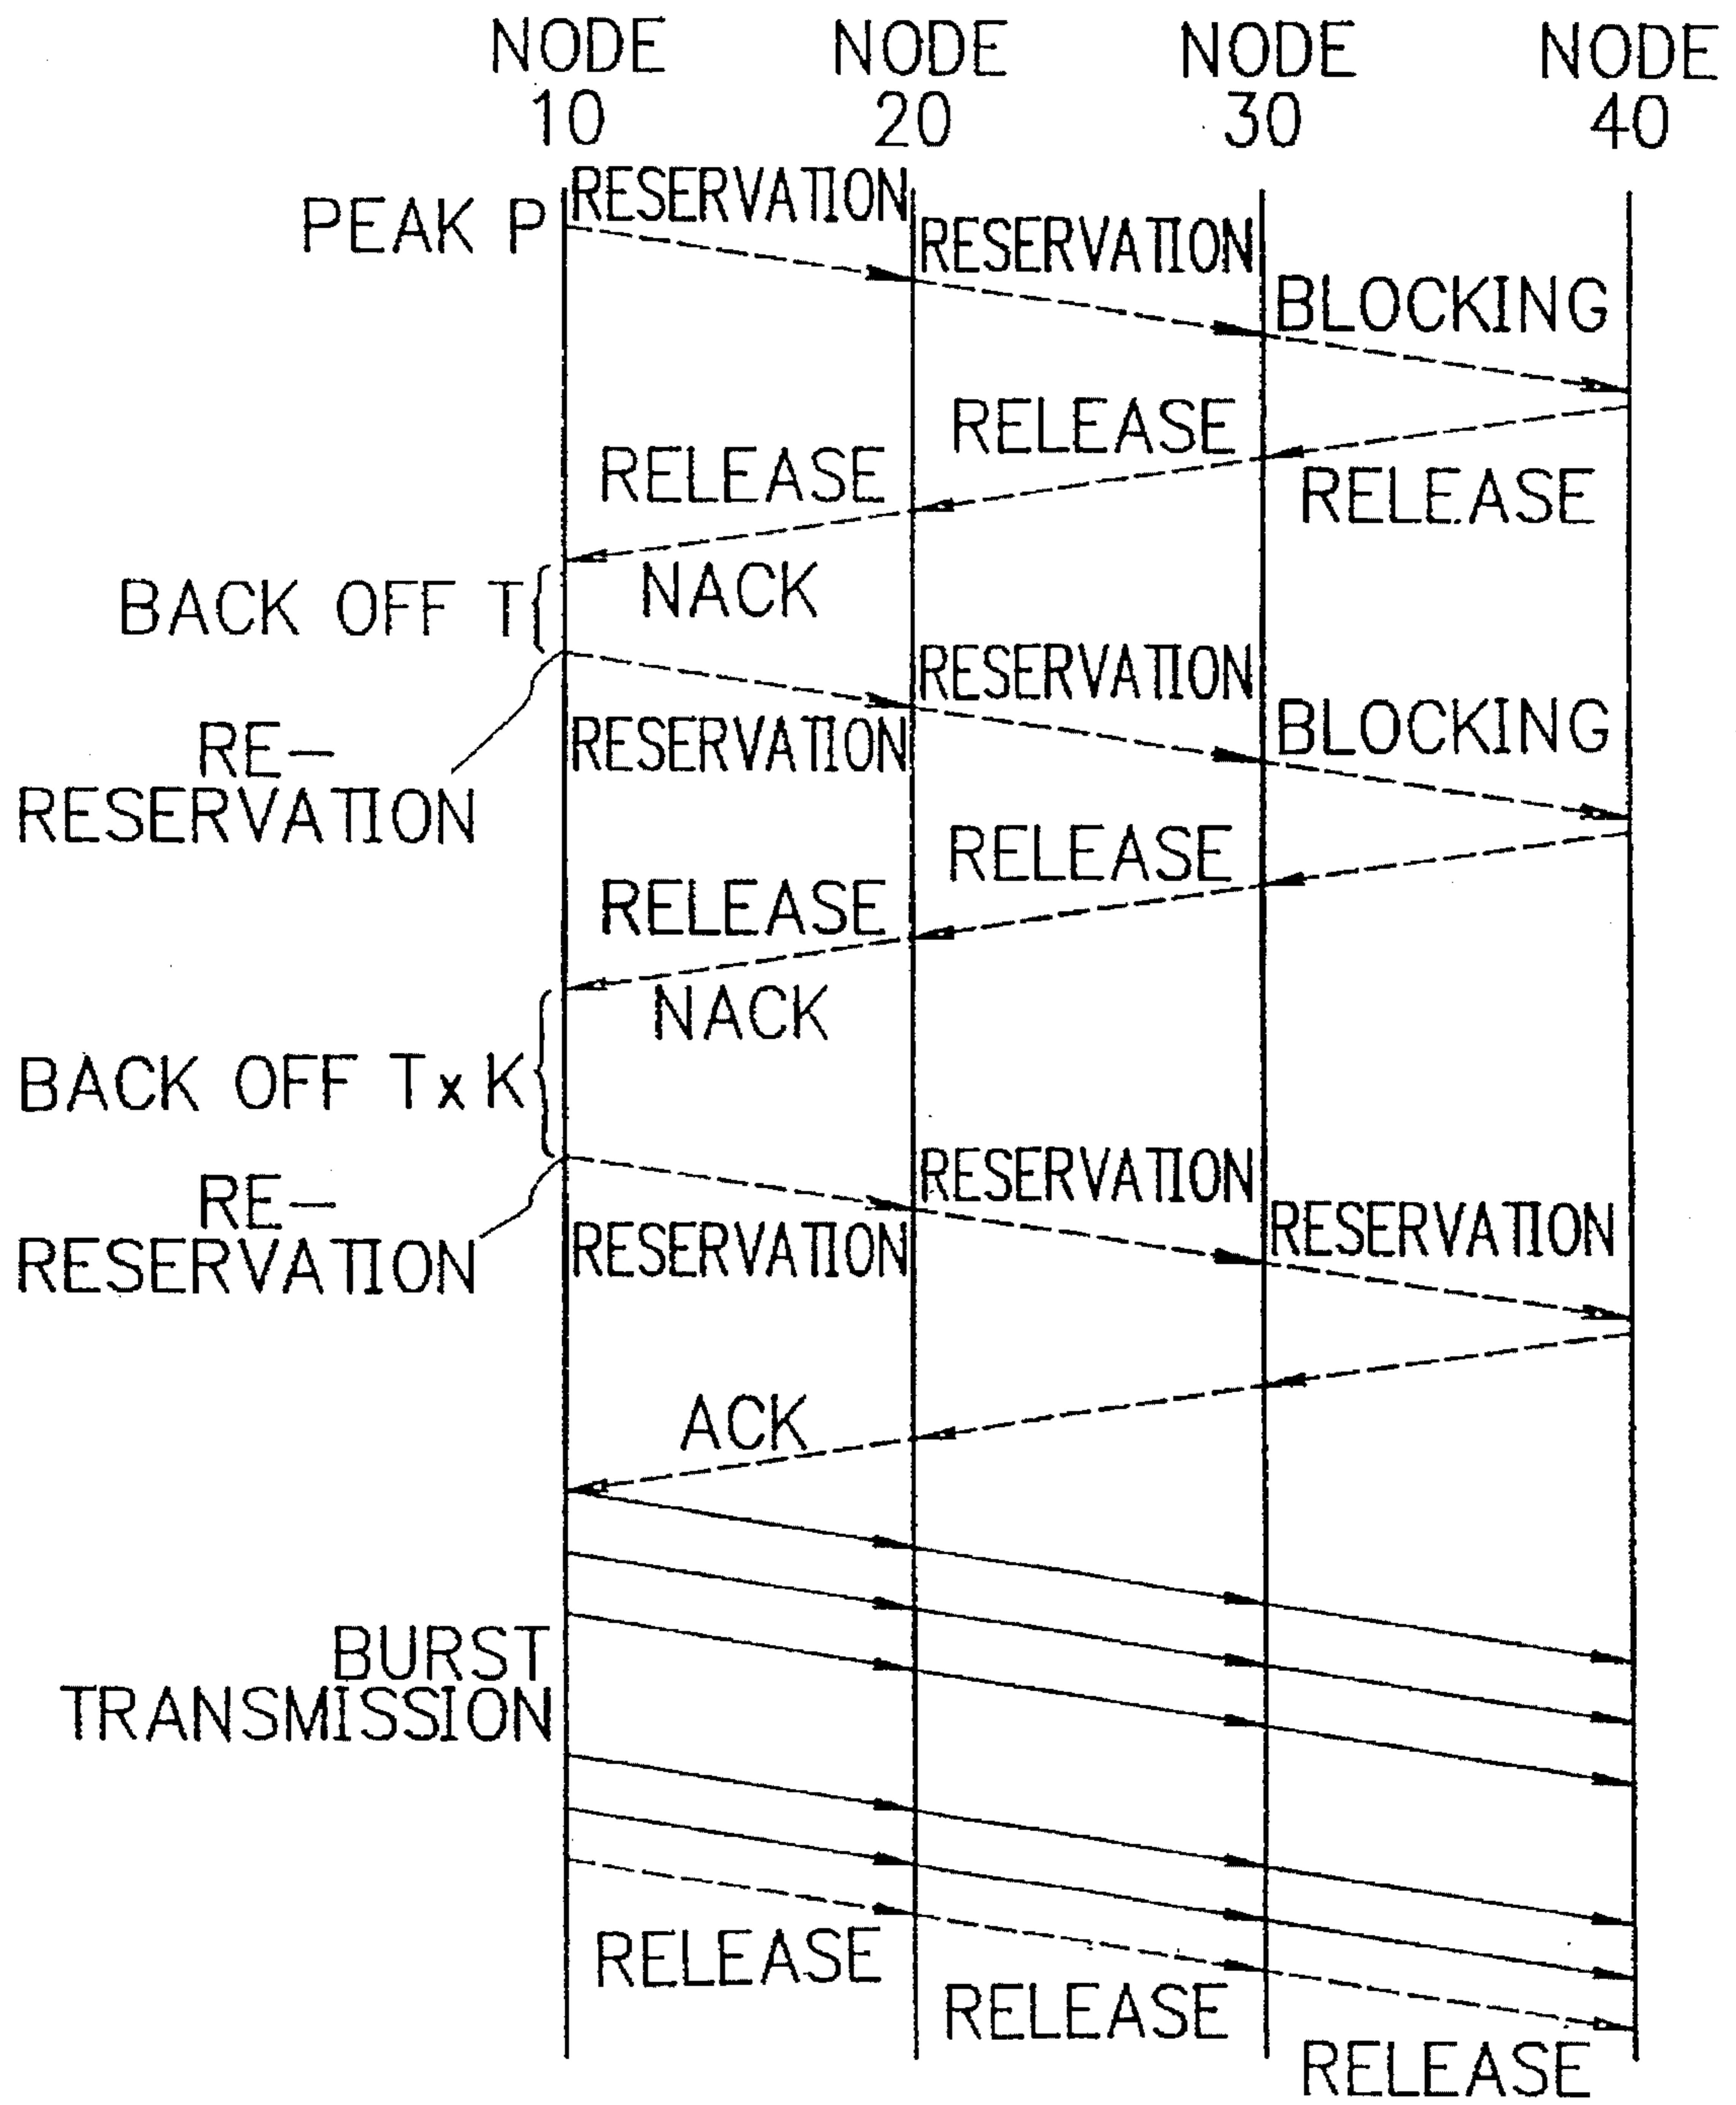 NODE NODE NODE NODE
10 20 30 40
RESERVATION
PEAK P
RESERVATION
BLOCKING
RELEASE
RELEASE
RELEASE
NACK
BACK OFF T
RESERVATION
BLOCKING
RESERVATION
RE-
RESERVATION
RELEASE
RELEASE
NACK
BACK OFF T x K
RESERVATION
RE-
RESERVATION
RESERVATION
RESERVATION
ACK
BURST
TRANSMISSION
RELEASE
RELEASE
RELEASE